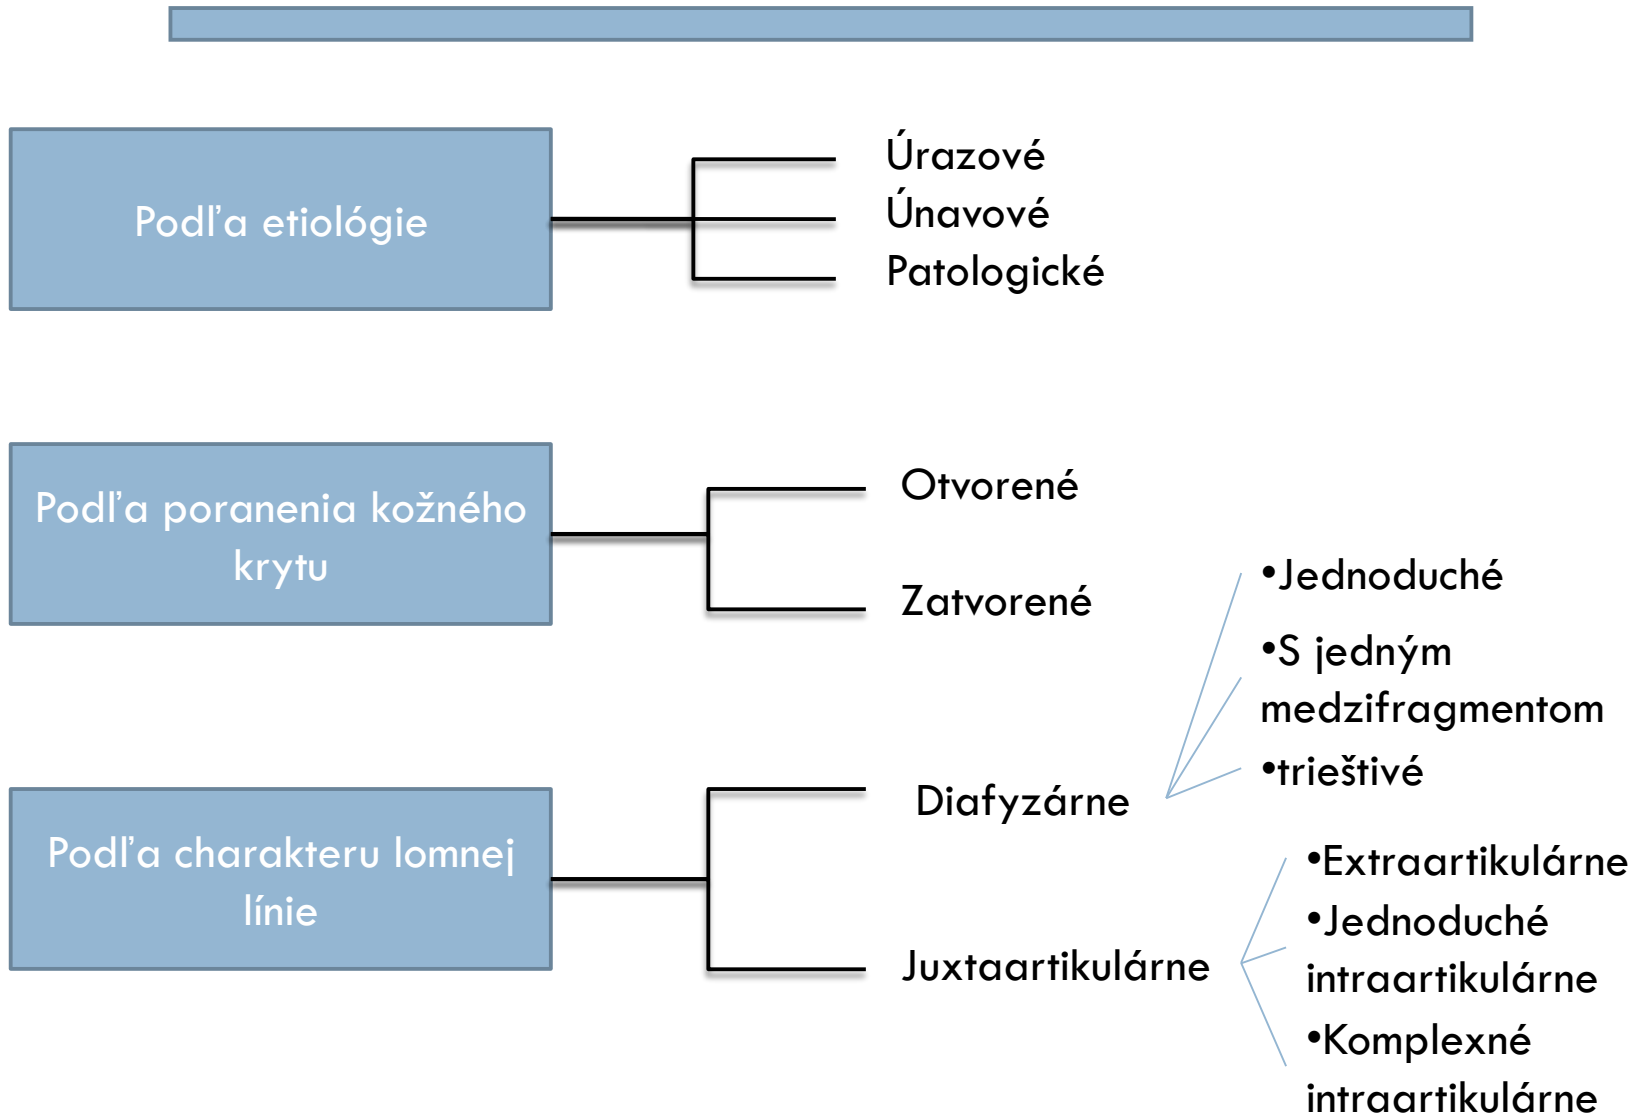 Podľa etiológie
Úrazové
Únavové
Patologické
Podľa poranenia kožného
krytu
Otvorené
Zatvorené
Podľa charakteru lomnej
línie
Diafyzárne
•Jednoduché
•S jedným
medzifragmentom
•trieštivé
Juxtaartikulárne
•Extraartikulárne
•Jednoduché
intraartikulárne
•Komplexné
intraartikulárne